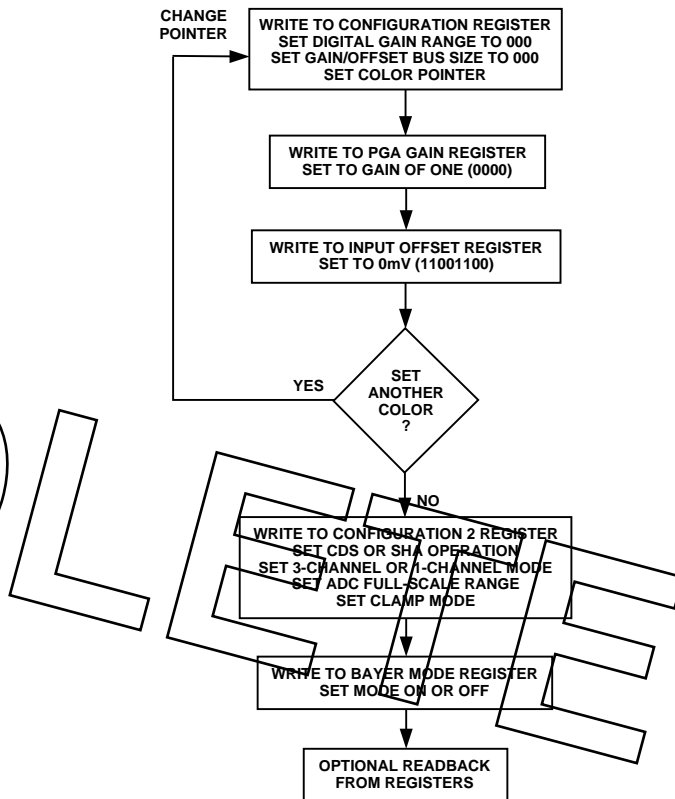 CHANGE
POINTER
WRITE TO CONFIGURATION REGISTER
SET DIGITAL GAIN RANGE TO 000
SET GAIN/OFFSET BUS SIZE TO 000
SET COLOR POINTER
WRITE TO PGA GAIN REGISTER
SET TO GAIN OF ONE (0000)
WRITE TO INPUT OFFSET REGISTER
SET TO 0mV (11001100)
YES
SET
ANOTHER
COLOR
?
NO
WRITE TO CONFIGURATION 2 REGISTER
SET CDS OR SHA OPERATION
SET 3-CHANNEL OR 1-CHANNEL MODE
SET ADC FULL-SCALE RANGE
SET CLAMP MODE
WRITE TO BAYER MODE REGISTER
SET MODE ON OR OFF
OPTIONAL READBACK
FROM REGISTERS
LETE